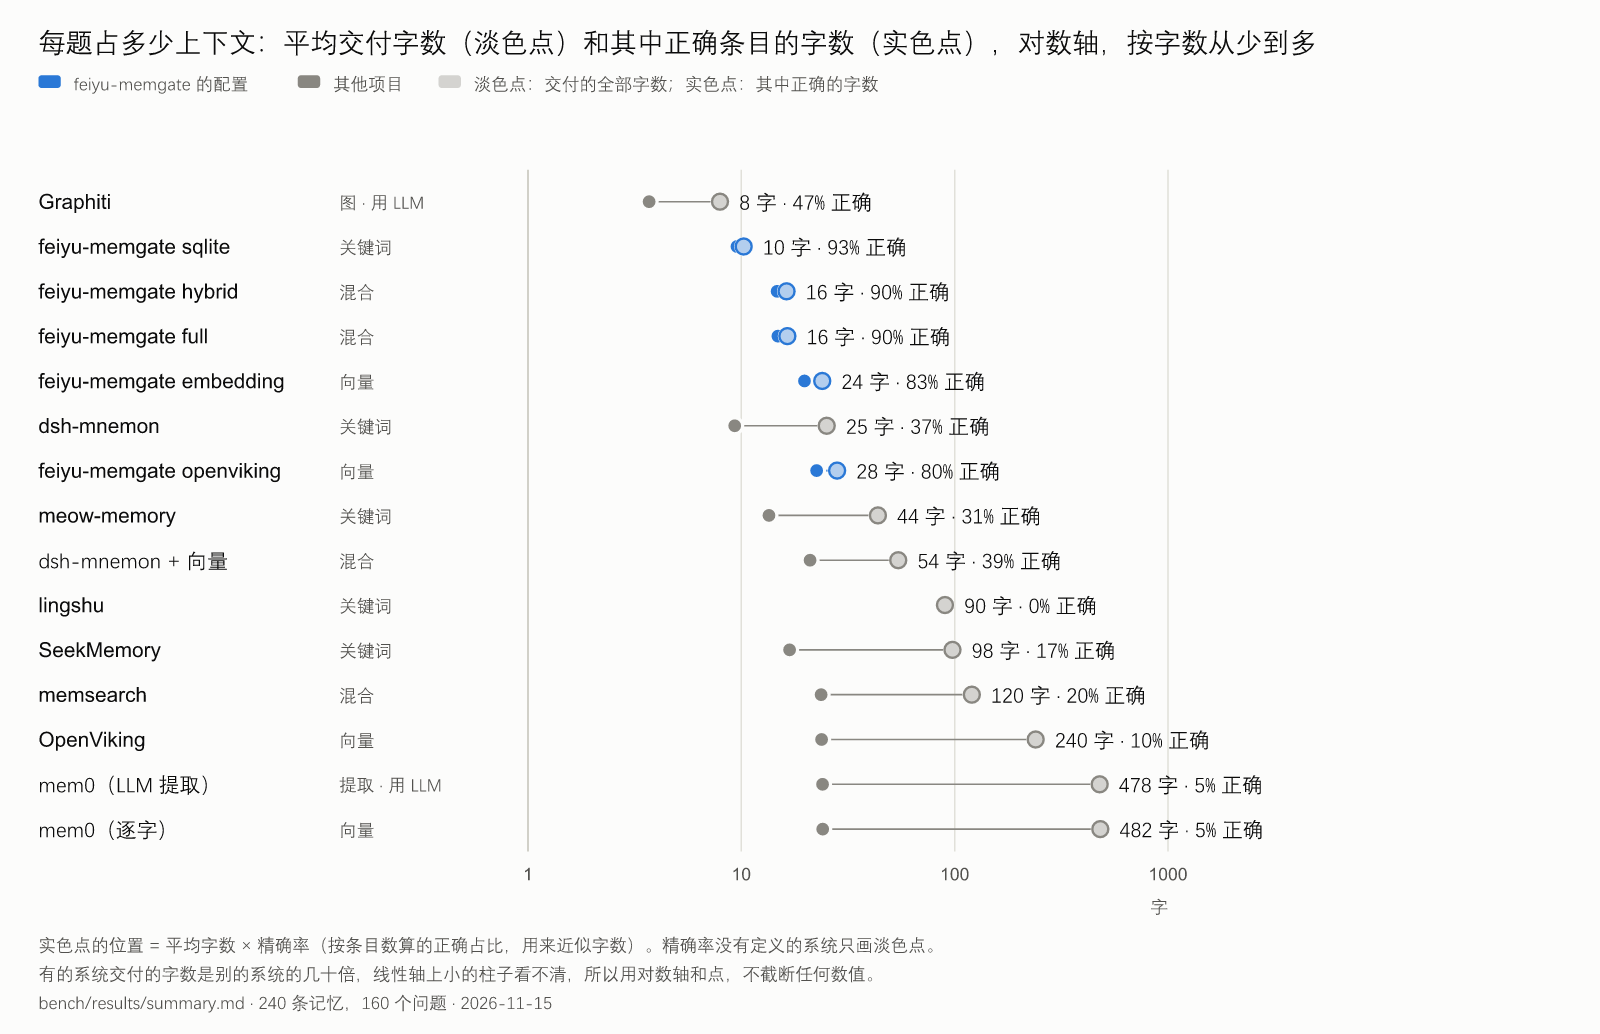 每题占多少上下文：平均交付字数（淡色点）和其中正确条目的字数（实色点），对数轴，按字数从少到多
feiyu-memgate 的配置 其他项目 淡色点：交付的全部字数；实色点：其中正确的字数
Graphiti 图 · 用 LLM 8 字 · 47% 正确
feiyu-memgate sqlite 关键词 10 字 · 93% 正确
feiyu-memgate hybrid 混合 16 字 · 90% 正确
feiyu-memgate full 混合 16 字 · 90% 正确
feiyu-memgate embedding 向量 24 字 · 83% 正确
dsh-mnemon 关键词 25 字 · 37% 正确
feiyu-memgate openviking 向量 28 字 · 80% 正确
meow-memory 关键词 44 字 · 31% 正确
dsh-mnemon + 向量 混合 54 字 · 39% 正确
lingshu 关键词 90 字 · 0% 正确
SeekMemory 关键词 98 字 · 17% 正确
memsearch 混合 120 字 · 20% 正确
OpenViking 向量 240 字 · 10% 正确
mem0（LLM 提取） 提取 · 用 LLM 478 字 · 5% 正确
mem0（逐字） 向量 482 字 · 5% 正确
1 10 100 1000
字
实色点的位置 = 平均字数 × 精确率（按条目数算的正确占比，用来近似字数）。精确率没有定义的系统只画淡色点。
有的系统交付的字数是别的系统的几十倍，线性轴上小的柱子看不清，所以用对数轴和点，不截断任何数值。
bench/results/summary.md · 240 条记忆，160 个问题 · 2026-11-15